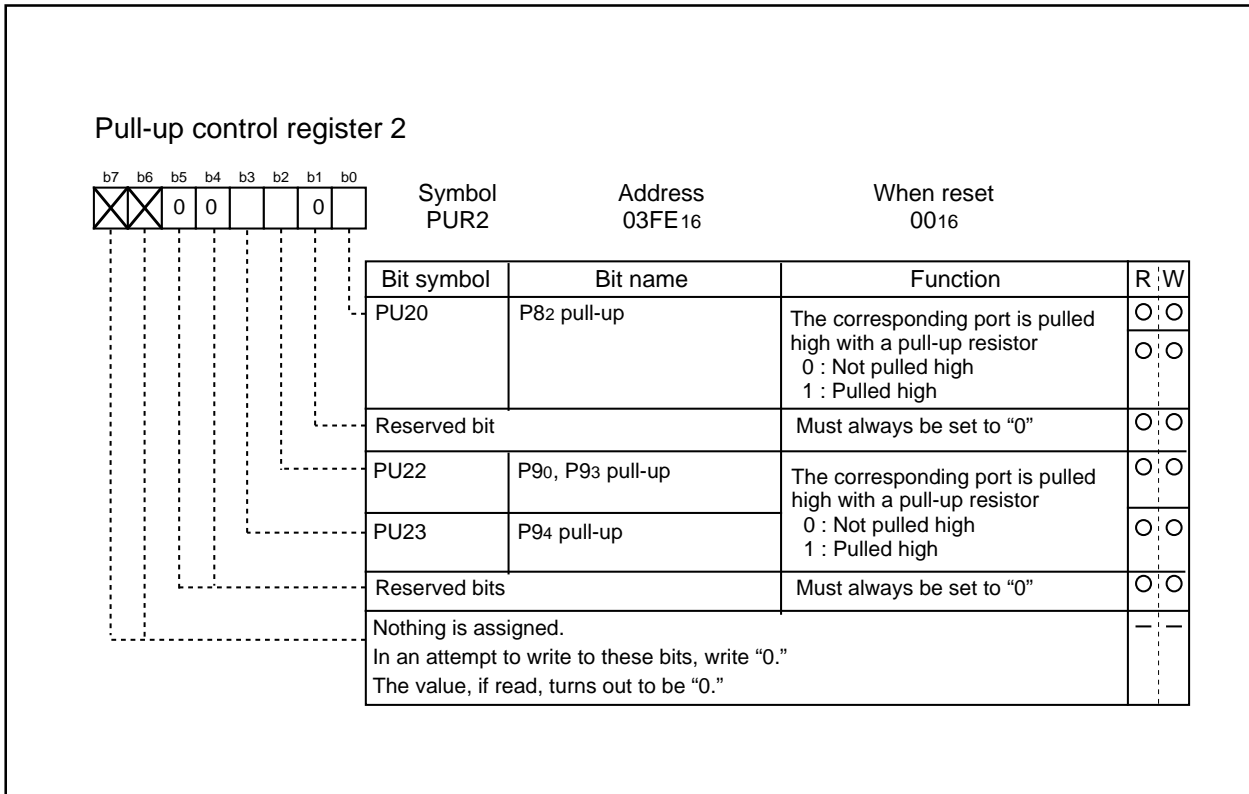 Pull-up control register 2
b7 b6 b5 b4 b3 b2 b1 b0
0 0 0
Symbol Address When reset
PUR2 03FE16 0016
Bit symbol Bit name Function R W
PU20 P82 pull-up The corresponding port is pulled
high with a pull-up resistor
0 : Not pulled high
1 : Pulled high
Reserved bit Must always be set to “0”
PU22 P90, P93 pull-up The corresponding port is pulled
high with a pull-up resistor
0 : Not pulled high
PU23 P94 pull-up
1 : Pulled high
Reserved bits Must always be set to “0”
Nothing is assigned.
In an attempt to write to these bits, write “0.”
The value, if read, turns out to be “0.”